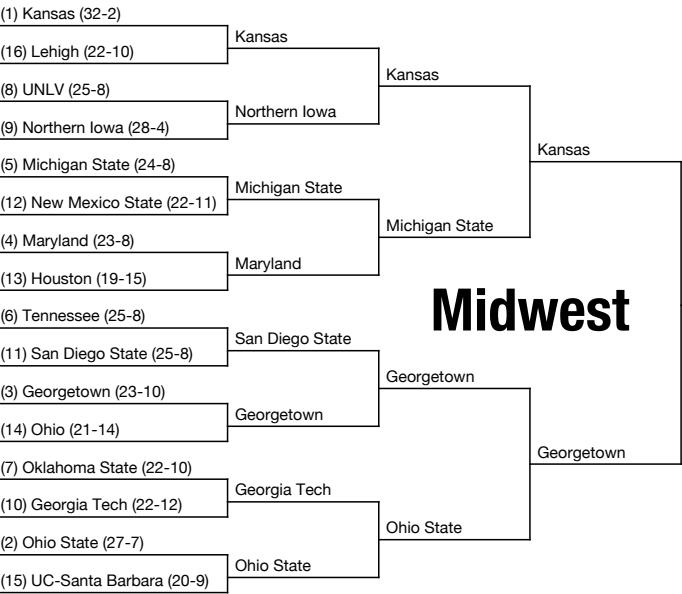 (1) Kansas (32-2)
(16) Lehigh (22-10)
(8) UNLV (25-8)
(9) Northern Iowa (28-4)
(5) Michigan State (24-8)
(12) New Mexico State (22-11)
(4) Maryland (23-8)
(13) Houston (19-15)
(6) Tennessee (25-8)
(11) San Diego State (25-8)
(3) Georgetown (23-10)
(14) Ohio (21-14)
(7) Oklahoma State (22-10)
(10) Georgia Tech (22-12)
(2) Ohio State (27-7)
(15) UC-Santa Barbara (20-9)
Kansas
Northern Iowa
Michigan State
Maryland
San Diego State
Georgetown
Georgia Tech
Ohio State
Kansas
Michigan State
Georgetown
Ohio State
Kansas
Georgetown
Midwest